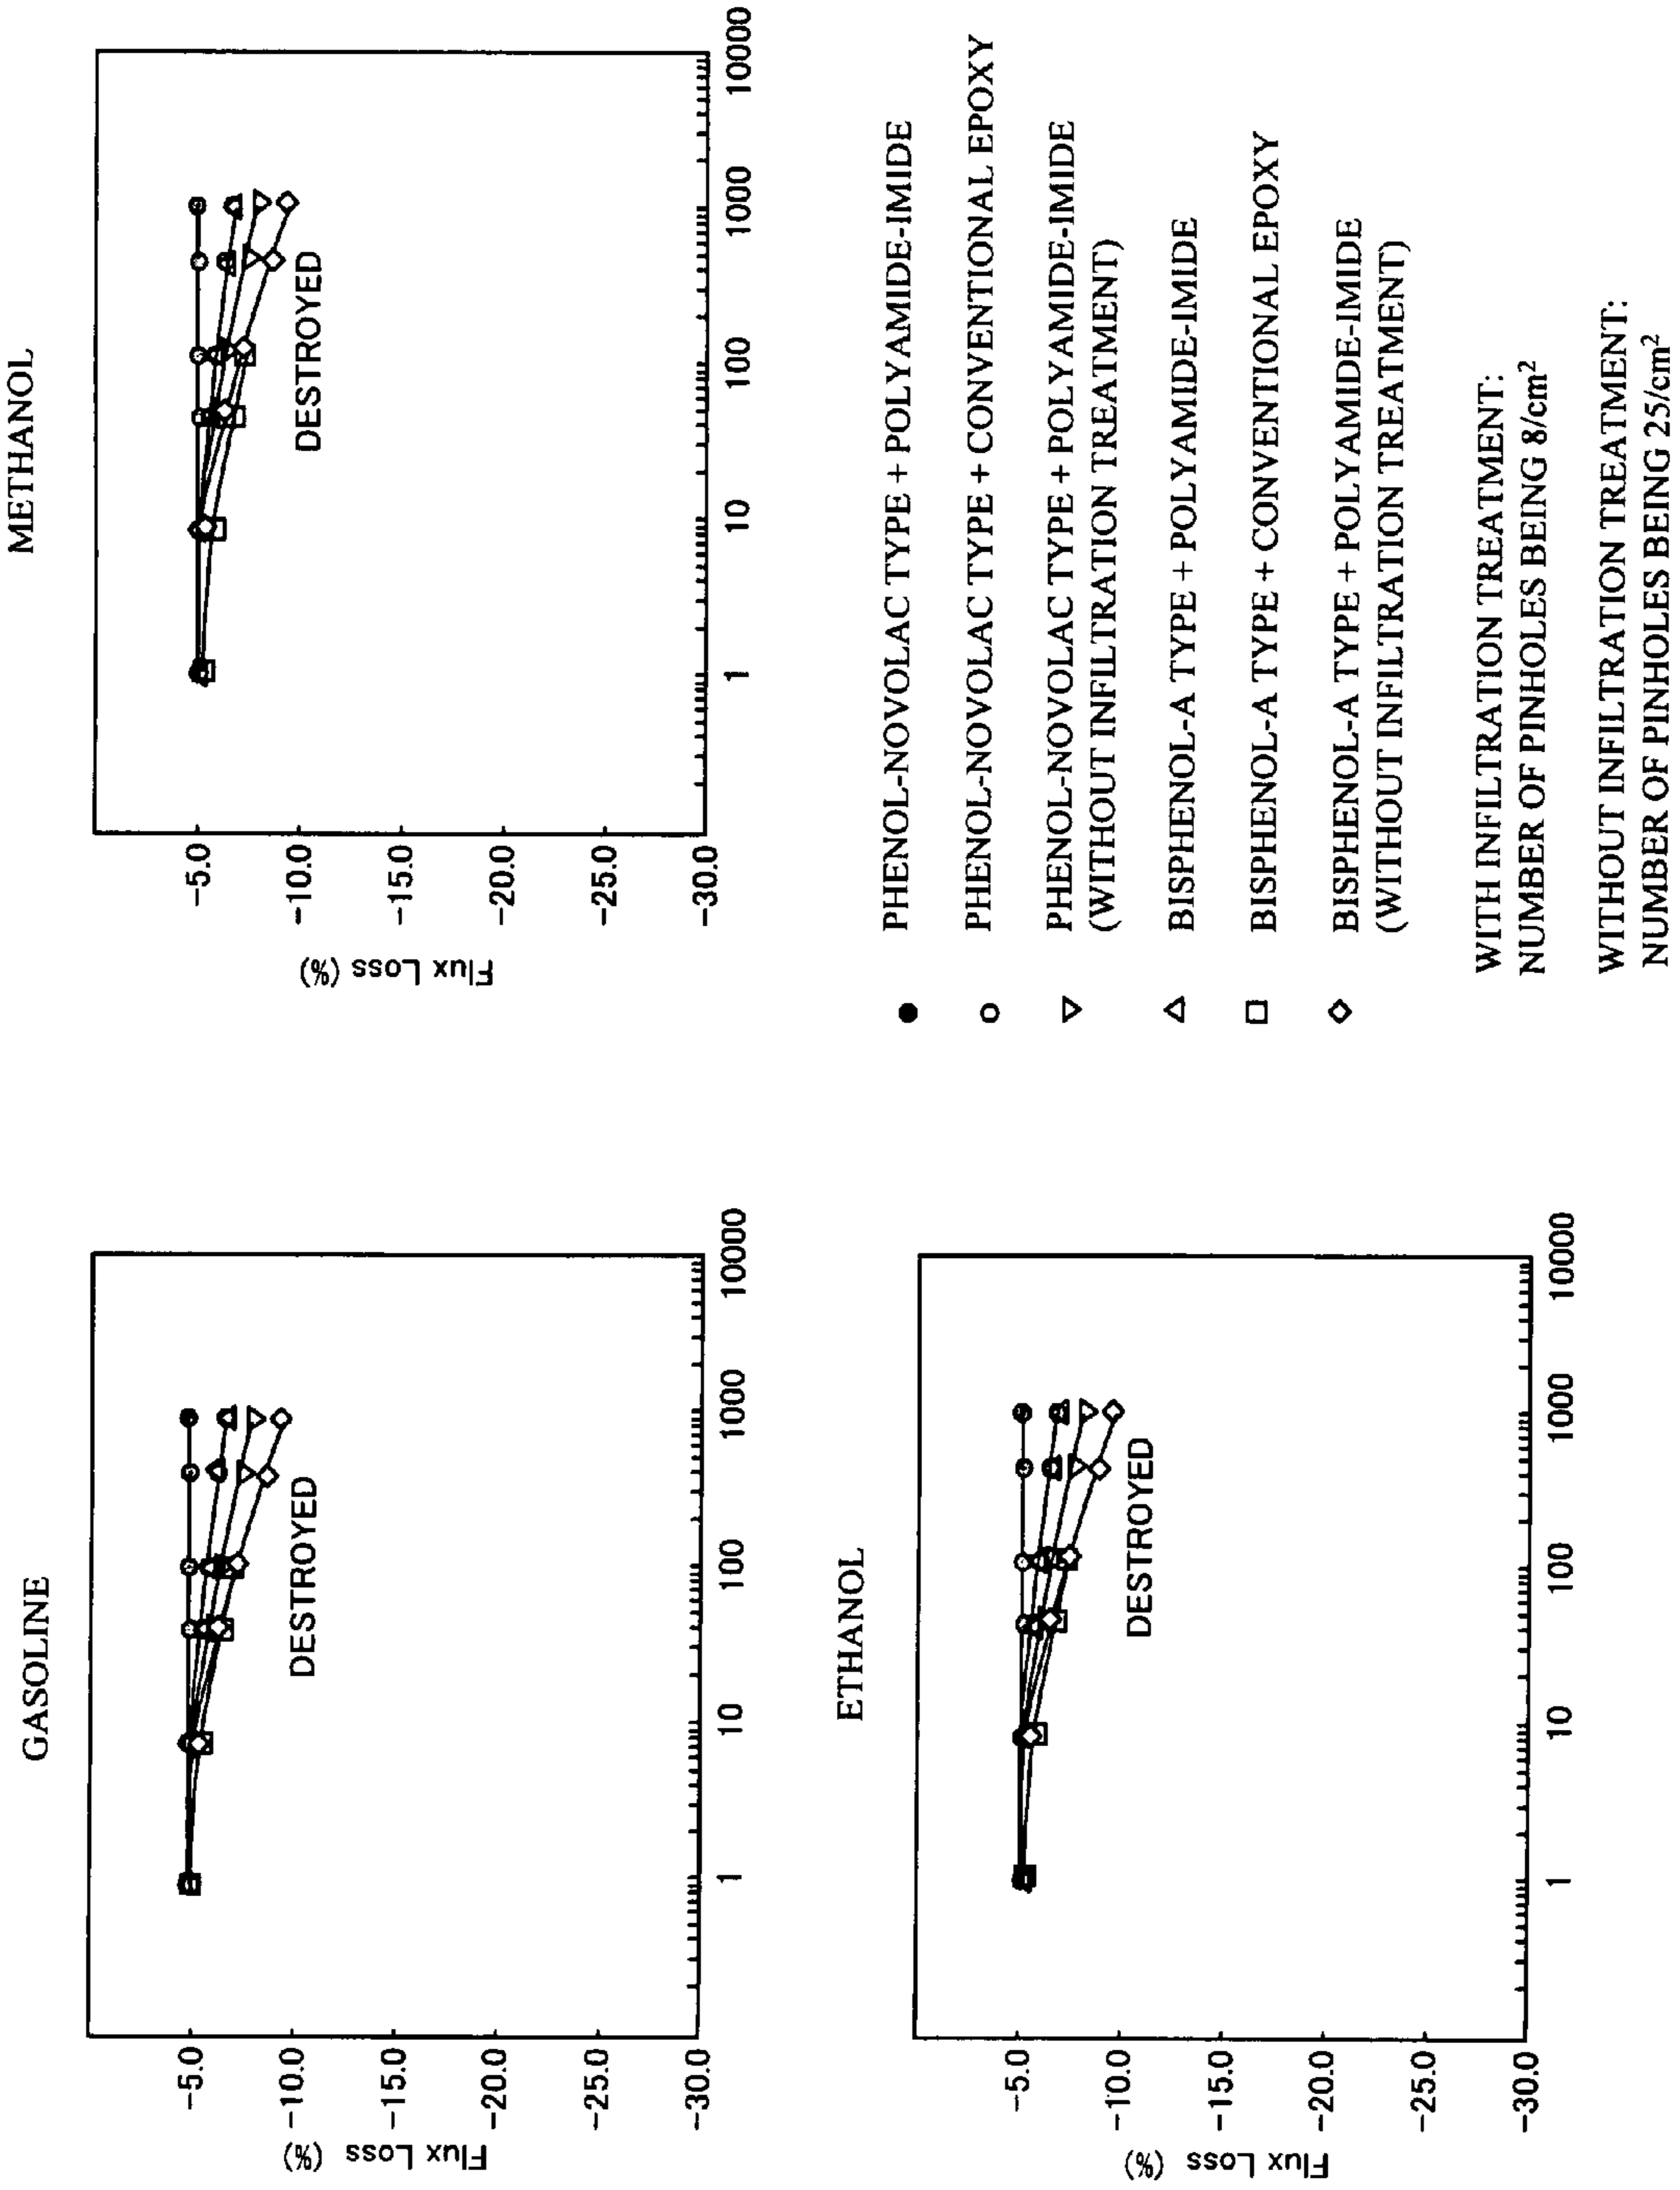 GASOLINE
-5.0
-10.0
-15.0
-20.0
-25.0
-30.0
Flux Loss (%)
1
10
100
1000
10000
DESTROYED
METHANOL
-5.0
-10.0
-15.0
-20.0
-25.0
-30.0
Flux Loss (%)
1
10
100
1000
10000
DESTROYED
ETHANOL
-5.0
-10.0
-15.0
-20.0
-25.0
-30.0
Flux Loss (%)
1
10
100
1000
10000
DESTROYED
PHENOL-NOVOLAC TYPE + POLYAMIDE-IMIDE
PHENOL-NOVOLAC TYPE + CONVENTIONAL EPOXY
PHENOL-NOVOLAC TYPE + POLYAMIDE-IMIDE
(WITHOUT INFILTRATION TREATMENT)
BISPHENOL-A TYPE + POLYAMIDE-IMIDE
BISPHENOL-A TYPE + CONVENTIONAL EPOXY
BISPHENOL-A TYPE + POLYAMIDE-IMIDE
(WITHOUT INFILTRATION TREATMENT)
WITH INFILTRATION TREATMENT:
NUMBER OF PINHOLES BEING 8/cm²
WITHOUT INFILTRATION TREATMENT:
NUMBER OF PINHOLES BEING 25/cm²